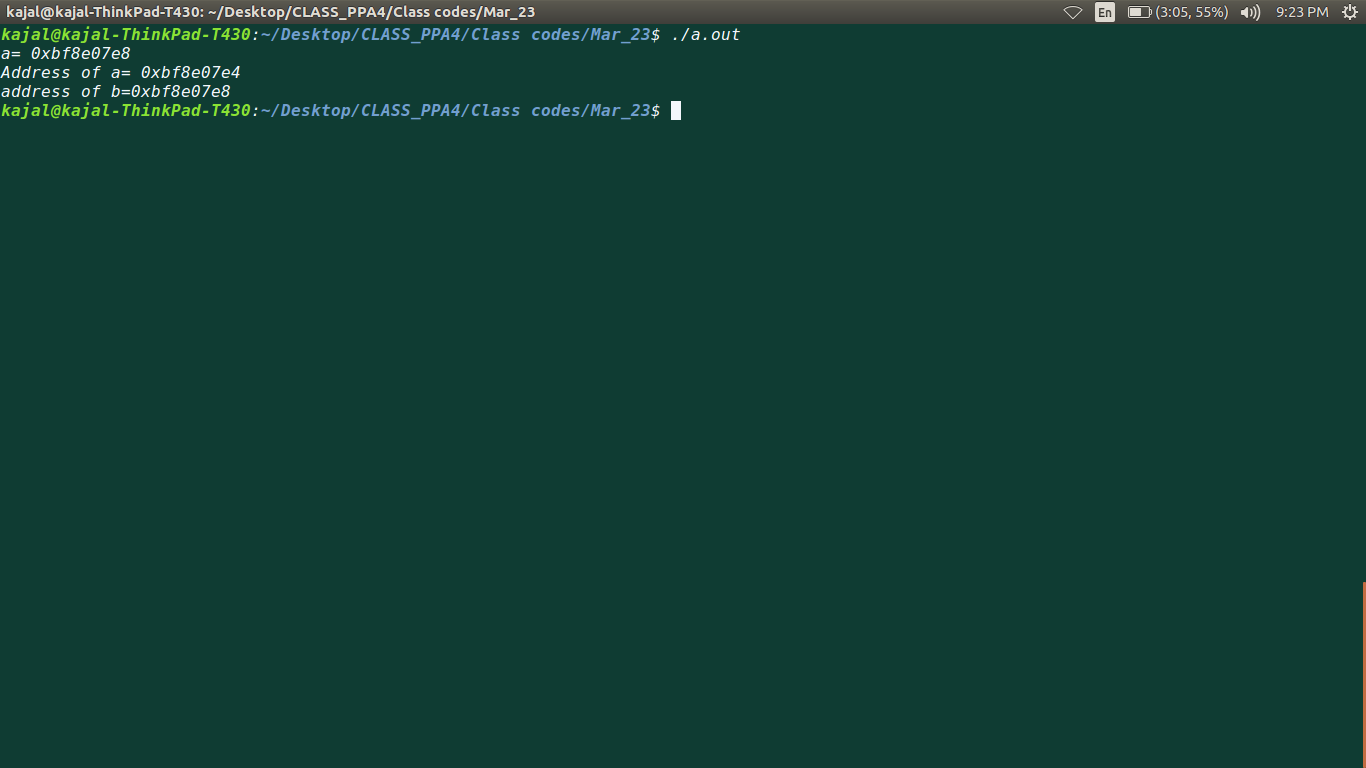 kajal@kajal-ThinkPad-T430: ~/Desktop/CLASS_PPA4/Class codes/Mar_23 En (3:05, 55%) 9:23 PM
kajal@kajal-ThinkPad-T430:~/Desktop/CLASS_PPA4/Class codes/Mar_23$ ./a.out
a= 0xbf8e07e8
Address of a= 0xbf8e07e4
address of b=0xbf8e07e8
kajal@kajal-ThinkPad-T430:~/Desktop/CLASS_PPA4/Class codes/Mar_23$